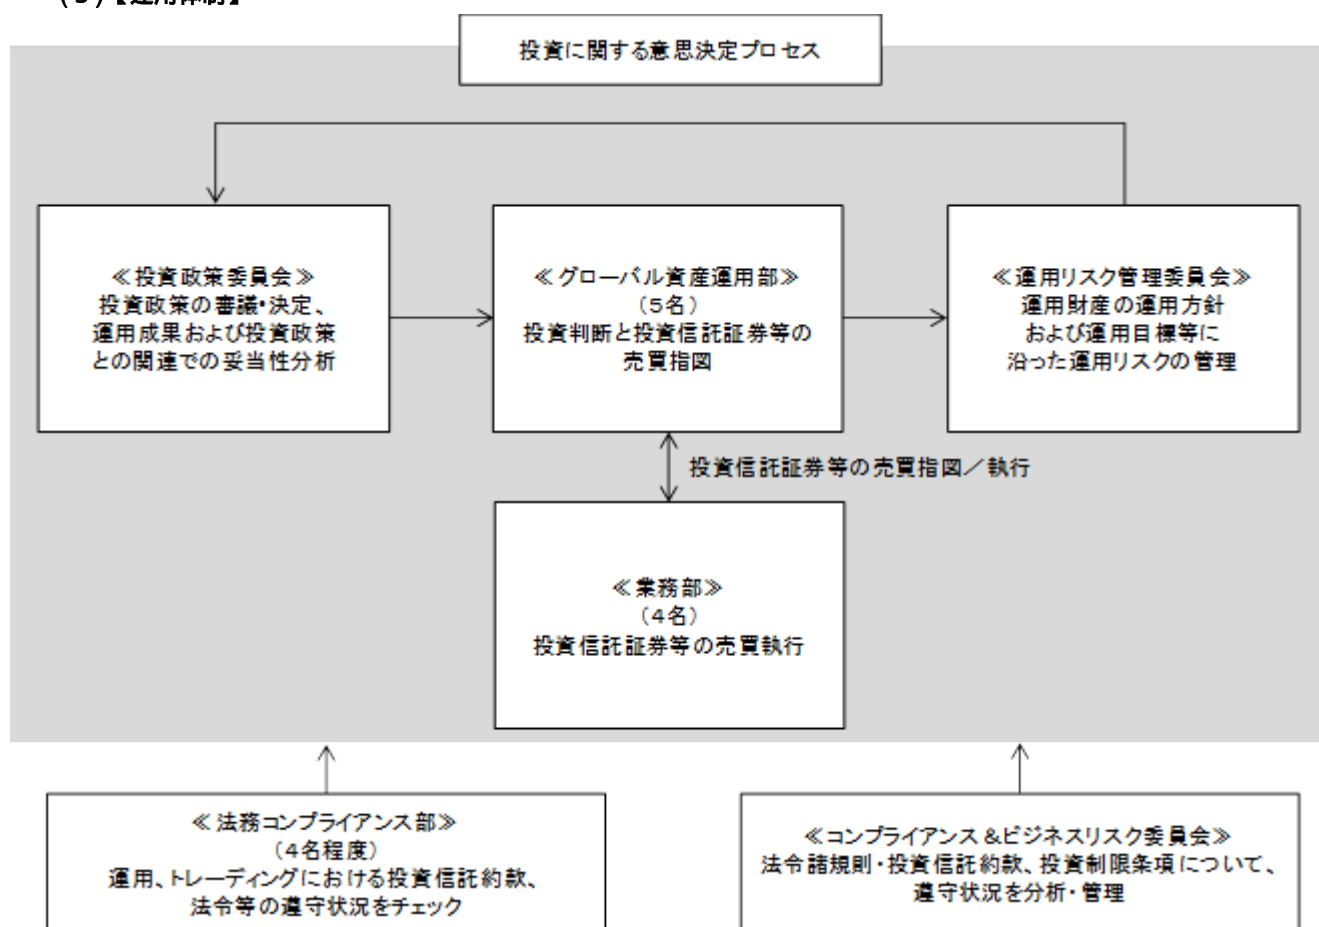 (3)【運用体制】
投資に関する意思決定プロセス
≪投資政策委員会≫
投資政策の審議・決定、
運用成果および投資政策
との関連での妥当性分析
≪グローバル資産運用部≫
（5名）
投資判断と投資信託証券等の
売買指図
≪運用リスク管理委員会≫
運用財産の運用方針
および運用目標等に
沿った運用リスクの管理
投資信託証券等の売買指図／執行
≪業務部≫
（4名）
投資信託証券等の売買執行
≪法務コンプライアンス部≫
（4名程度）
運用、トレーディングにおける投資信託約款、
法令等の遵守状況をチェック
≪コンプライアンス＆ビジネスリスク委員会≫
法令諸規則・投資信託約款、投資制限条項について、
遵守状況を分析・管理